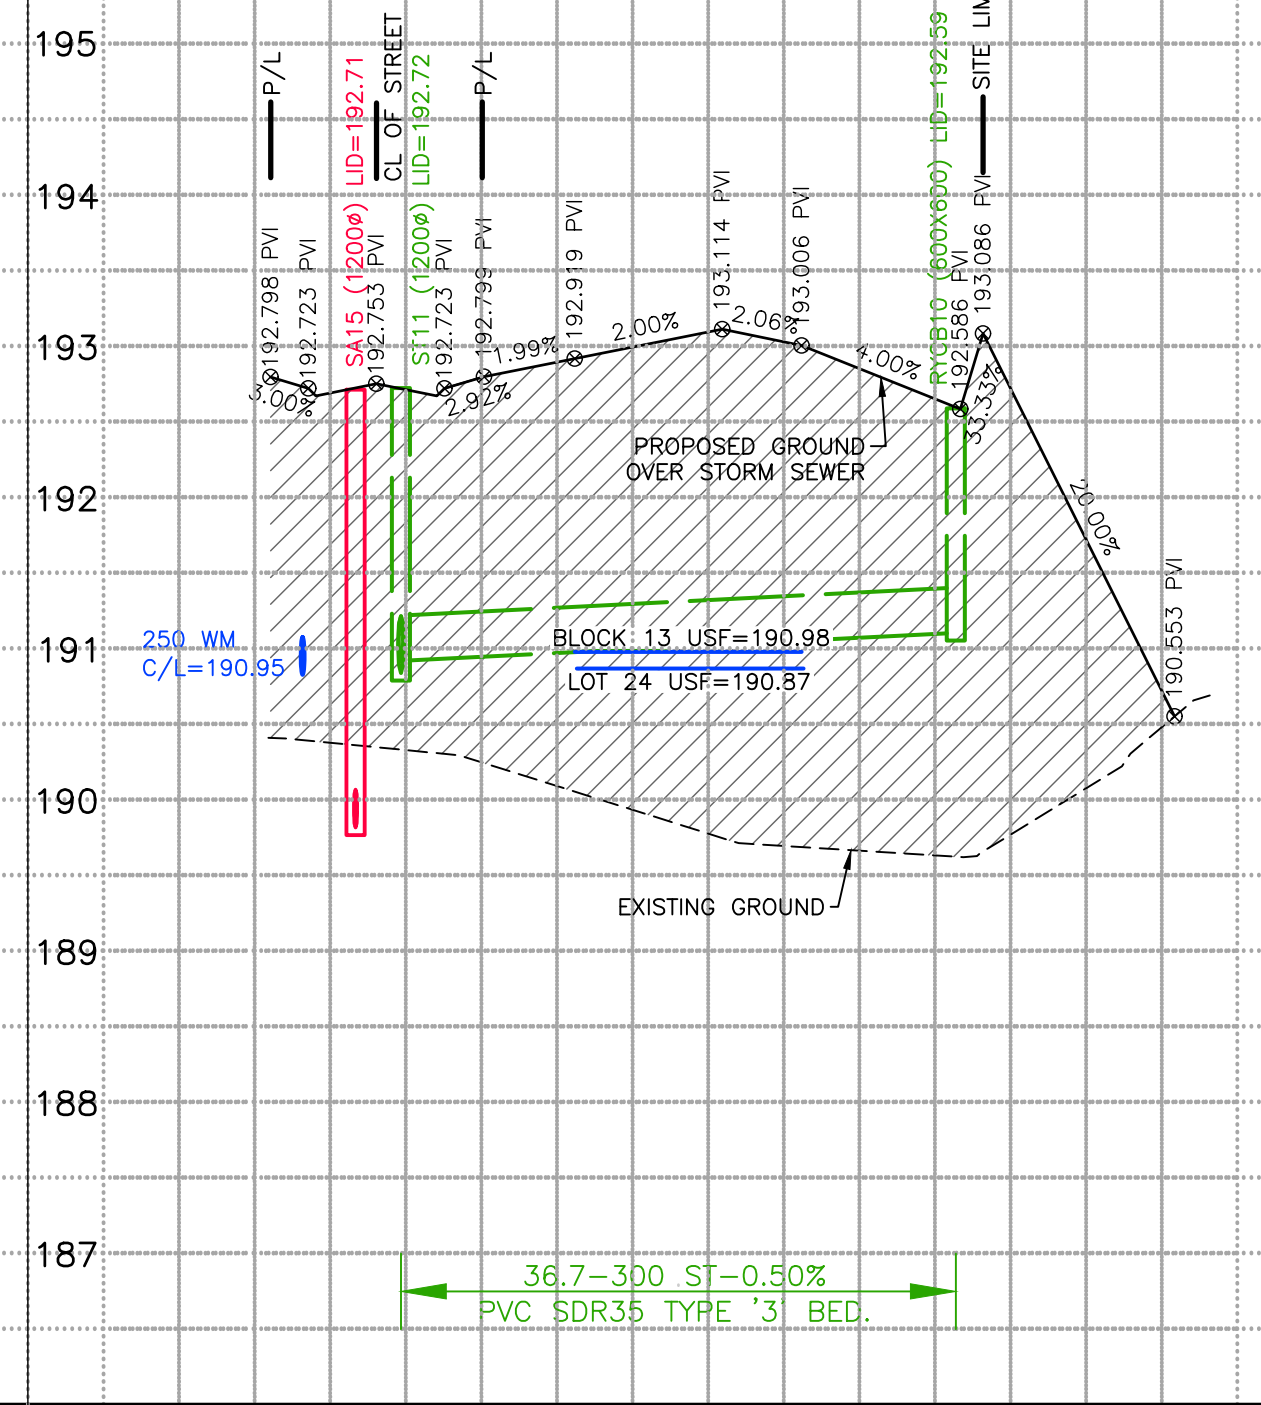 195
194
193
192
191
190
189
188
187
P/L
SA15 (1200ø) LID=192.71
CL OF STREET
ST11 (1200ø) LID=192.72
P/L
RYCB10 (600X600) LID=192.59
SITE LIM
192.798 PVI
192.723 PVI
192.753 PVI
192.723 PVI
192.799 PVI
192.919 PVI
193.114 PVI
193.006 PVI
192.586 PVI
193.086 PVI
190.553 PVI
3.00%
2.92%
1.99%
2.00%
2.06%
4.00%
33.33%
20.00%
PROPOSED GROUND
OVER STORM SEWER
250 WM
C/L=190.95
BLOCK 13 USF=190.98
LOT 24 USF=190.87
EXISTING GROUND
36.7-300 ST-0.50%
PVC SDR35 TYPE '3' BED.